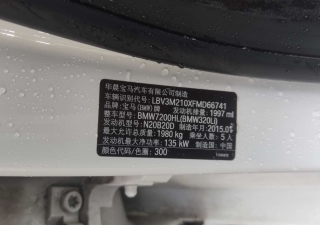 华晨宝马汽车有限公司制造
车辆识别代号: LBV3M210XFMD66741
品牌:宝马(BMW)牌 发动机排量:1997 ml
整车型号:BMW7200HL(BMW320L)
发动机型号: N20B20D 制造年月:2015.05
最大允许总质量: 1980 kg 乘坐人数: 5 人
发动机最大净功率: 135 kW 制造国: 中国
颜色代码/色漆: 300